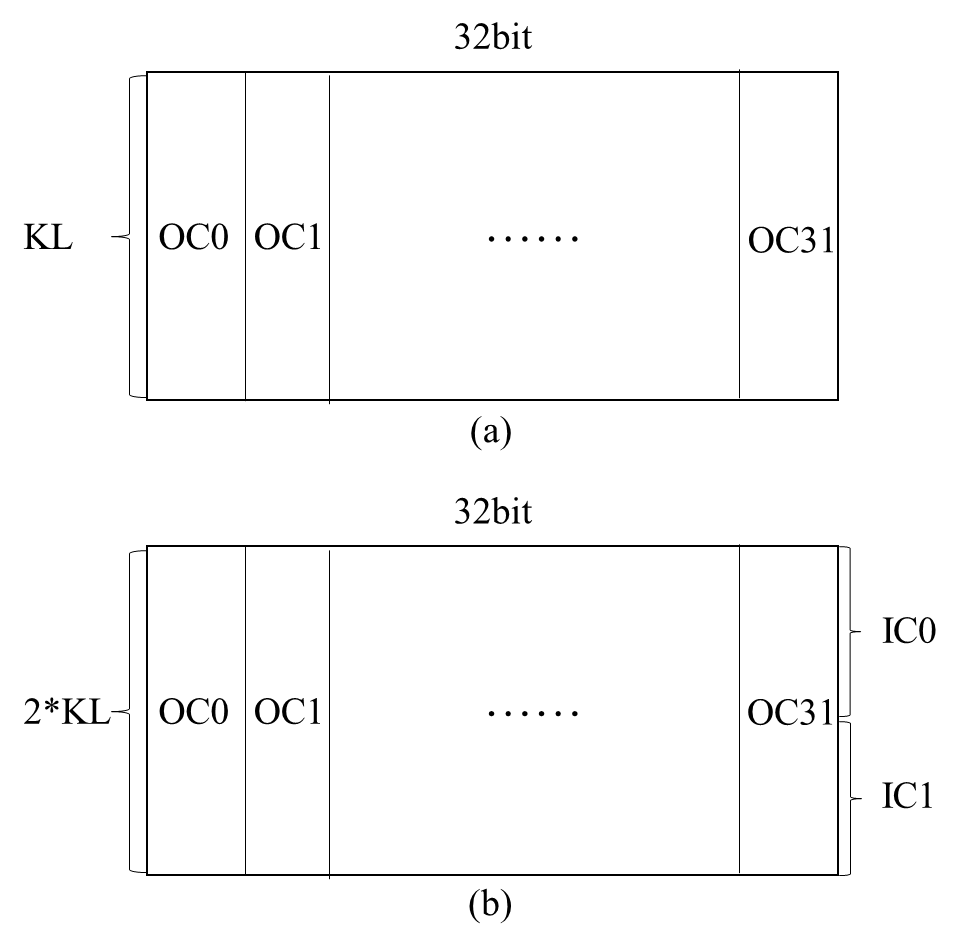 32bit
KL OC0 OC1 ...... OC31
(a)
32bit
IC0
2*KL OC0 OC1 ...... OC31
IC1
(b)